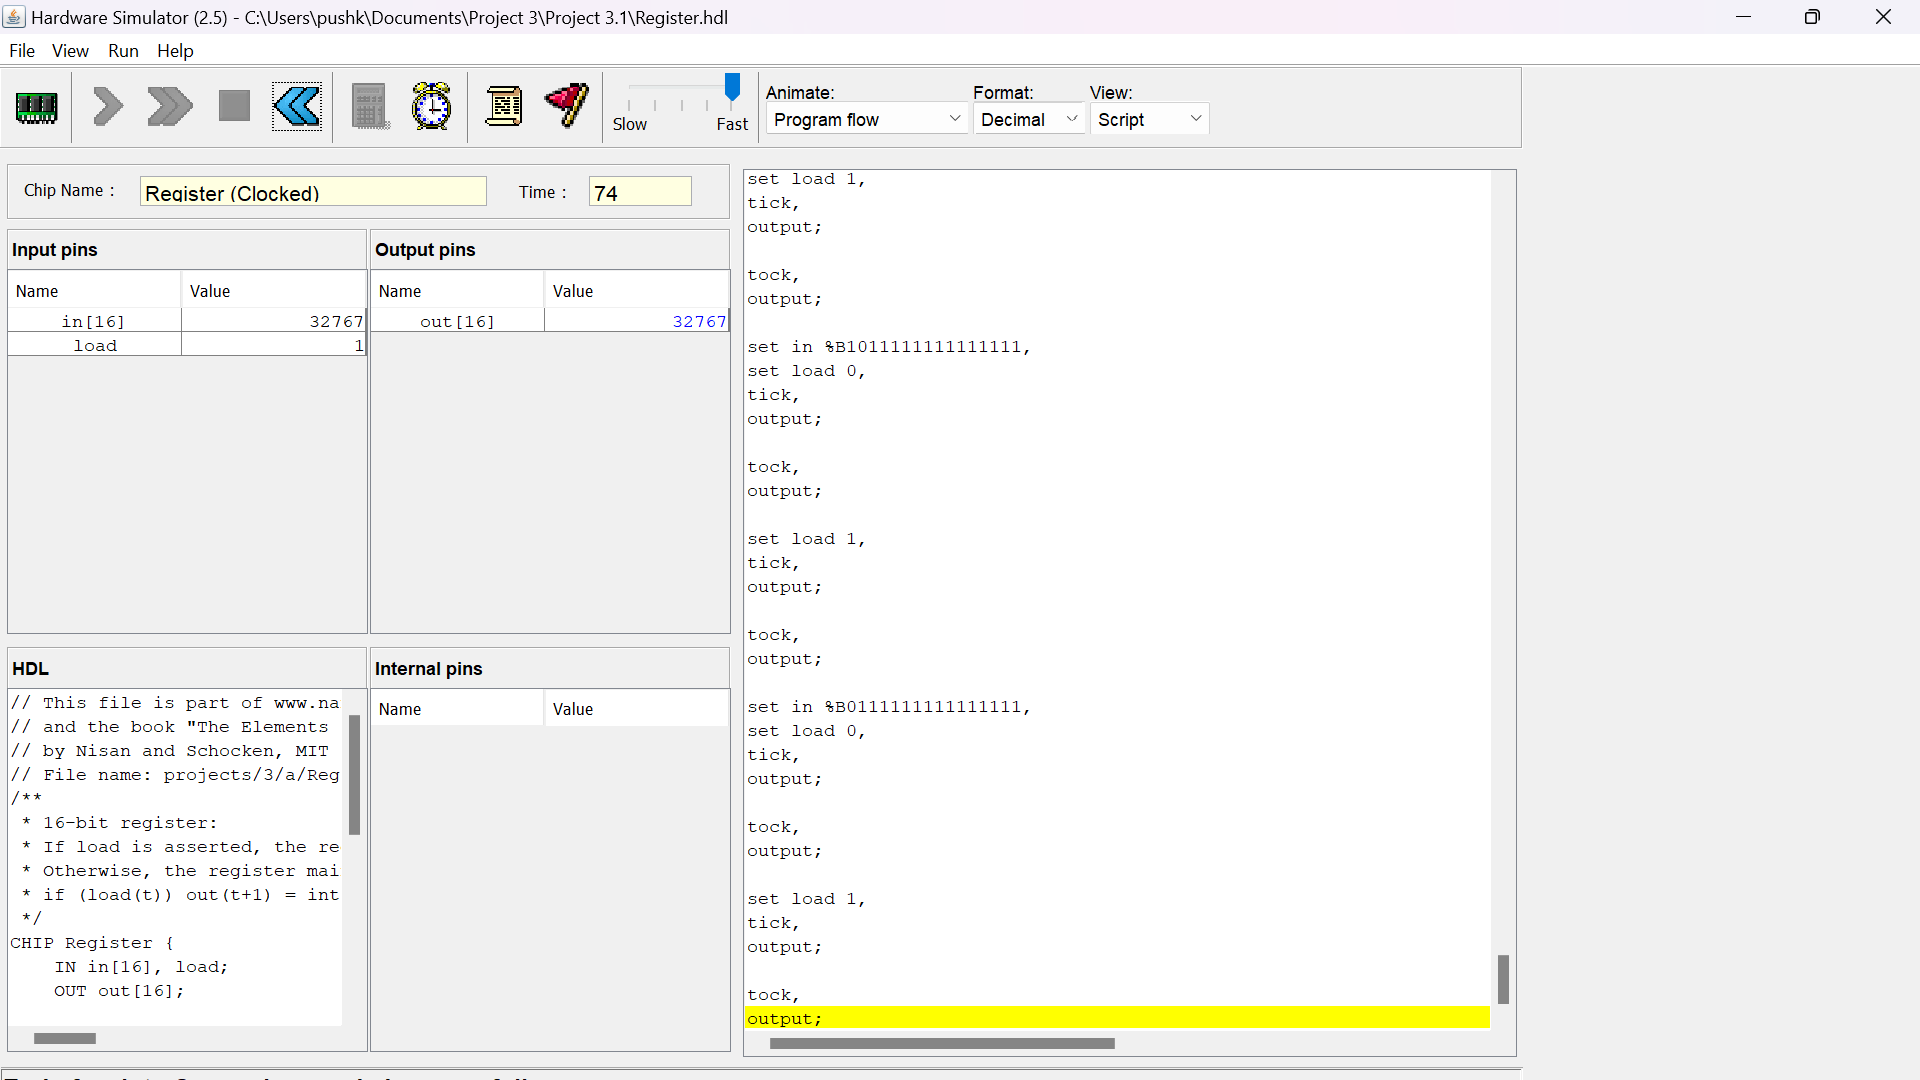 Hardware Simulator (2.5) - C:\Users\pushk\Documents\Project 3\Project 3.1\Register.hdl
File View Run Help
Slow Fast
Animate:
Program flow
Format:
Decimal
View:
Script
Chip Name :
Register (Clocked)
Time :
74
Input pins
Name Value
in[16] 32767
load 1
Output pins
Name Value
out[16] 32767
HDL
// This file is part of www.na
// and the book "The Elements
// by Nisan and Schocken, MIT
// File name: projects/3/a/Reg
/**
* 16-bit register:
* If load is asserted, the re
* Otherwise, the register mai
* if (load(t)) out(t+1) = int
*/
CHIP Register {
IN in[16], load;
OUT out[16];
Internal pins
Name Value
set load 1,
tick,
output;
tock,
output;
set in %B1011111111111111,
set load 0,
tick,
output;
tock,
output;
set load 1,
tick,
output;
tock,
output;
set in %B0111111111111111,
set load 0,
tick,
output;
tock,
output;
set load 1,
tick,
output;
tock,
output;